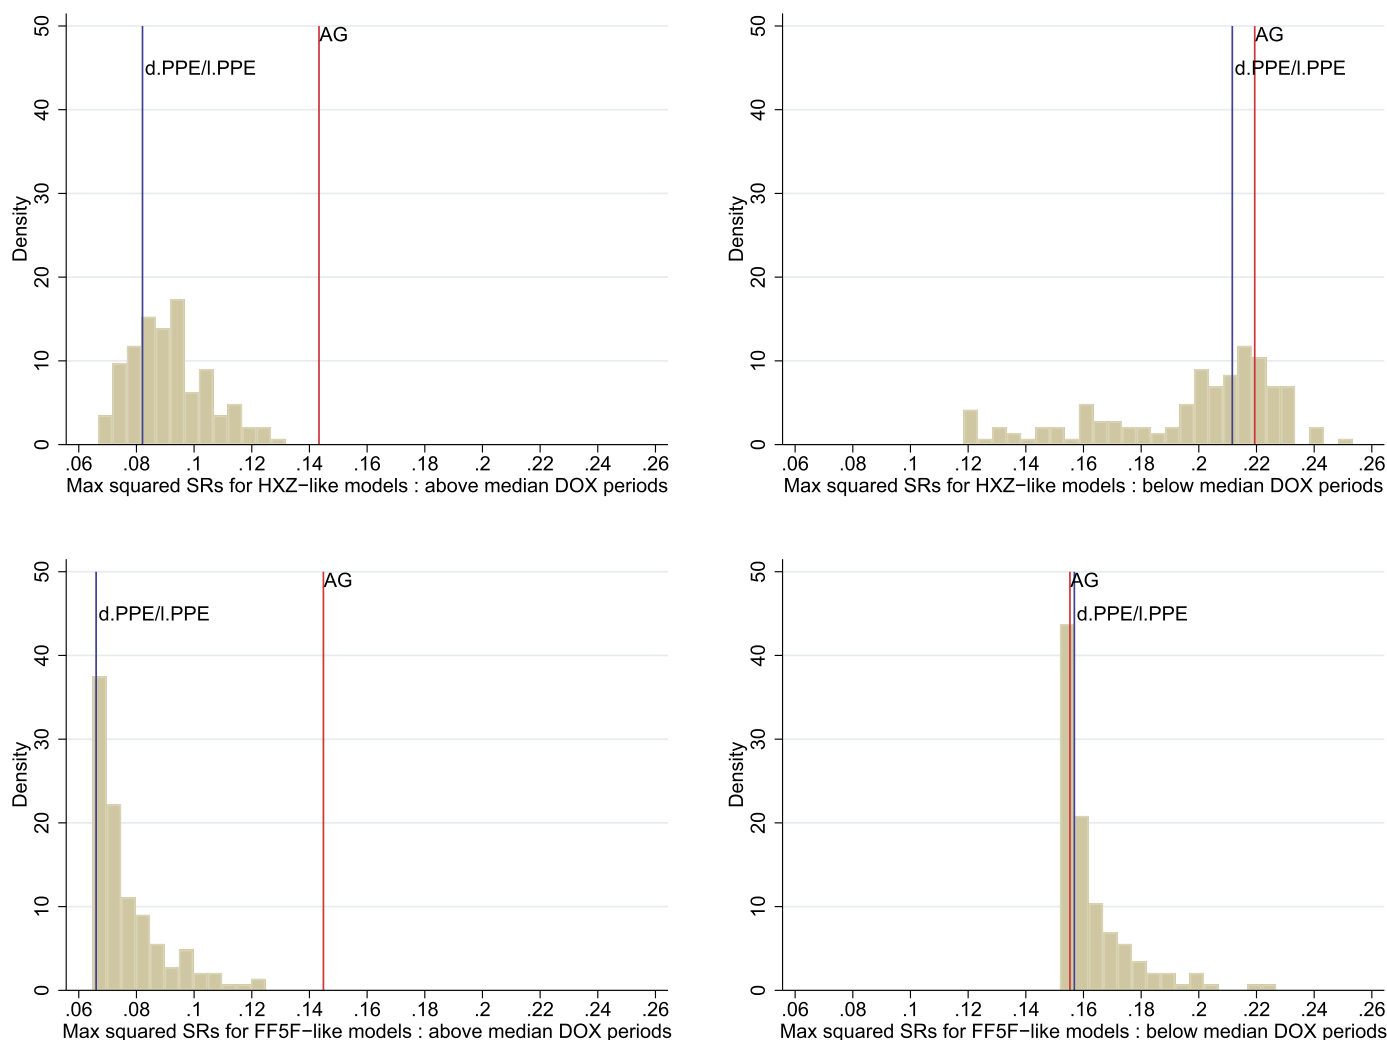 50
AG
d.PPE/l.PPE
40
30
Density
20
10
0
.06 .08 .1 .12 .14 .16 .18 .2 .22 .24 .26
Max squared SRs for HXZ−like models : above median DOX periods
50
AG
d.PPE/l.PPE
40
30
Density
20
10
0
.06 .08 .1 .12 .14 .16 .18 .2 .22 .24 .26
Max squared SRs for HXZ−like models : below median DOX periods
50
AG
d.PPE/l.PPE
40
30
Density
20
10
0
.06 .08 .1 .12 .14 .16 .18 .2 .22 .24 .26
Max squared SRs for FF5F−like models : above median DOX periods
50
AG
d.PPE/l.PPE
40
30
Density
20
10
0
.06 .08 .1 .12 .14 .16 .18 .2 .22 .24 .26
Max squared SRs for FF5F−like models : below median DOX periods